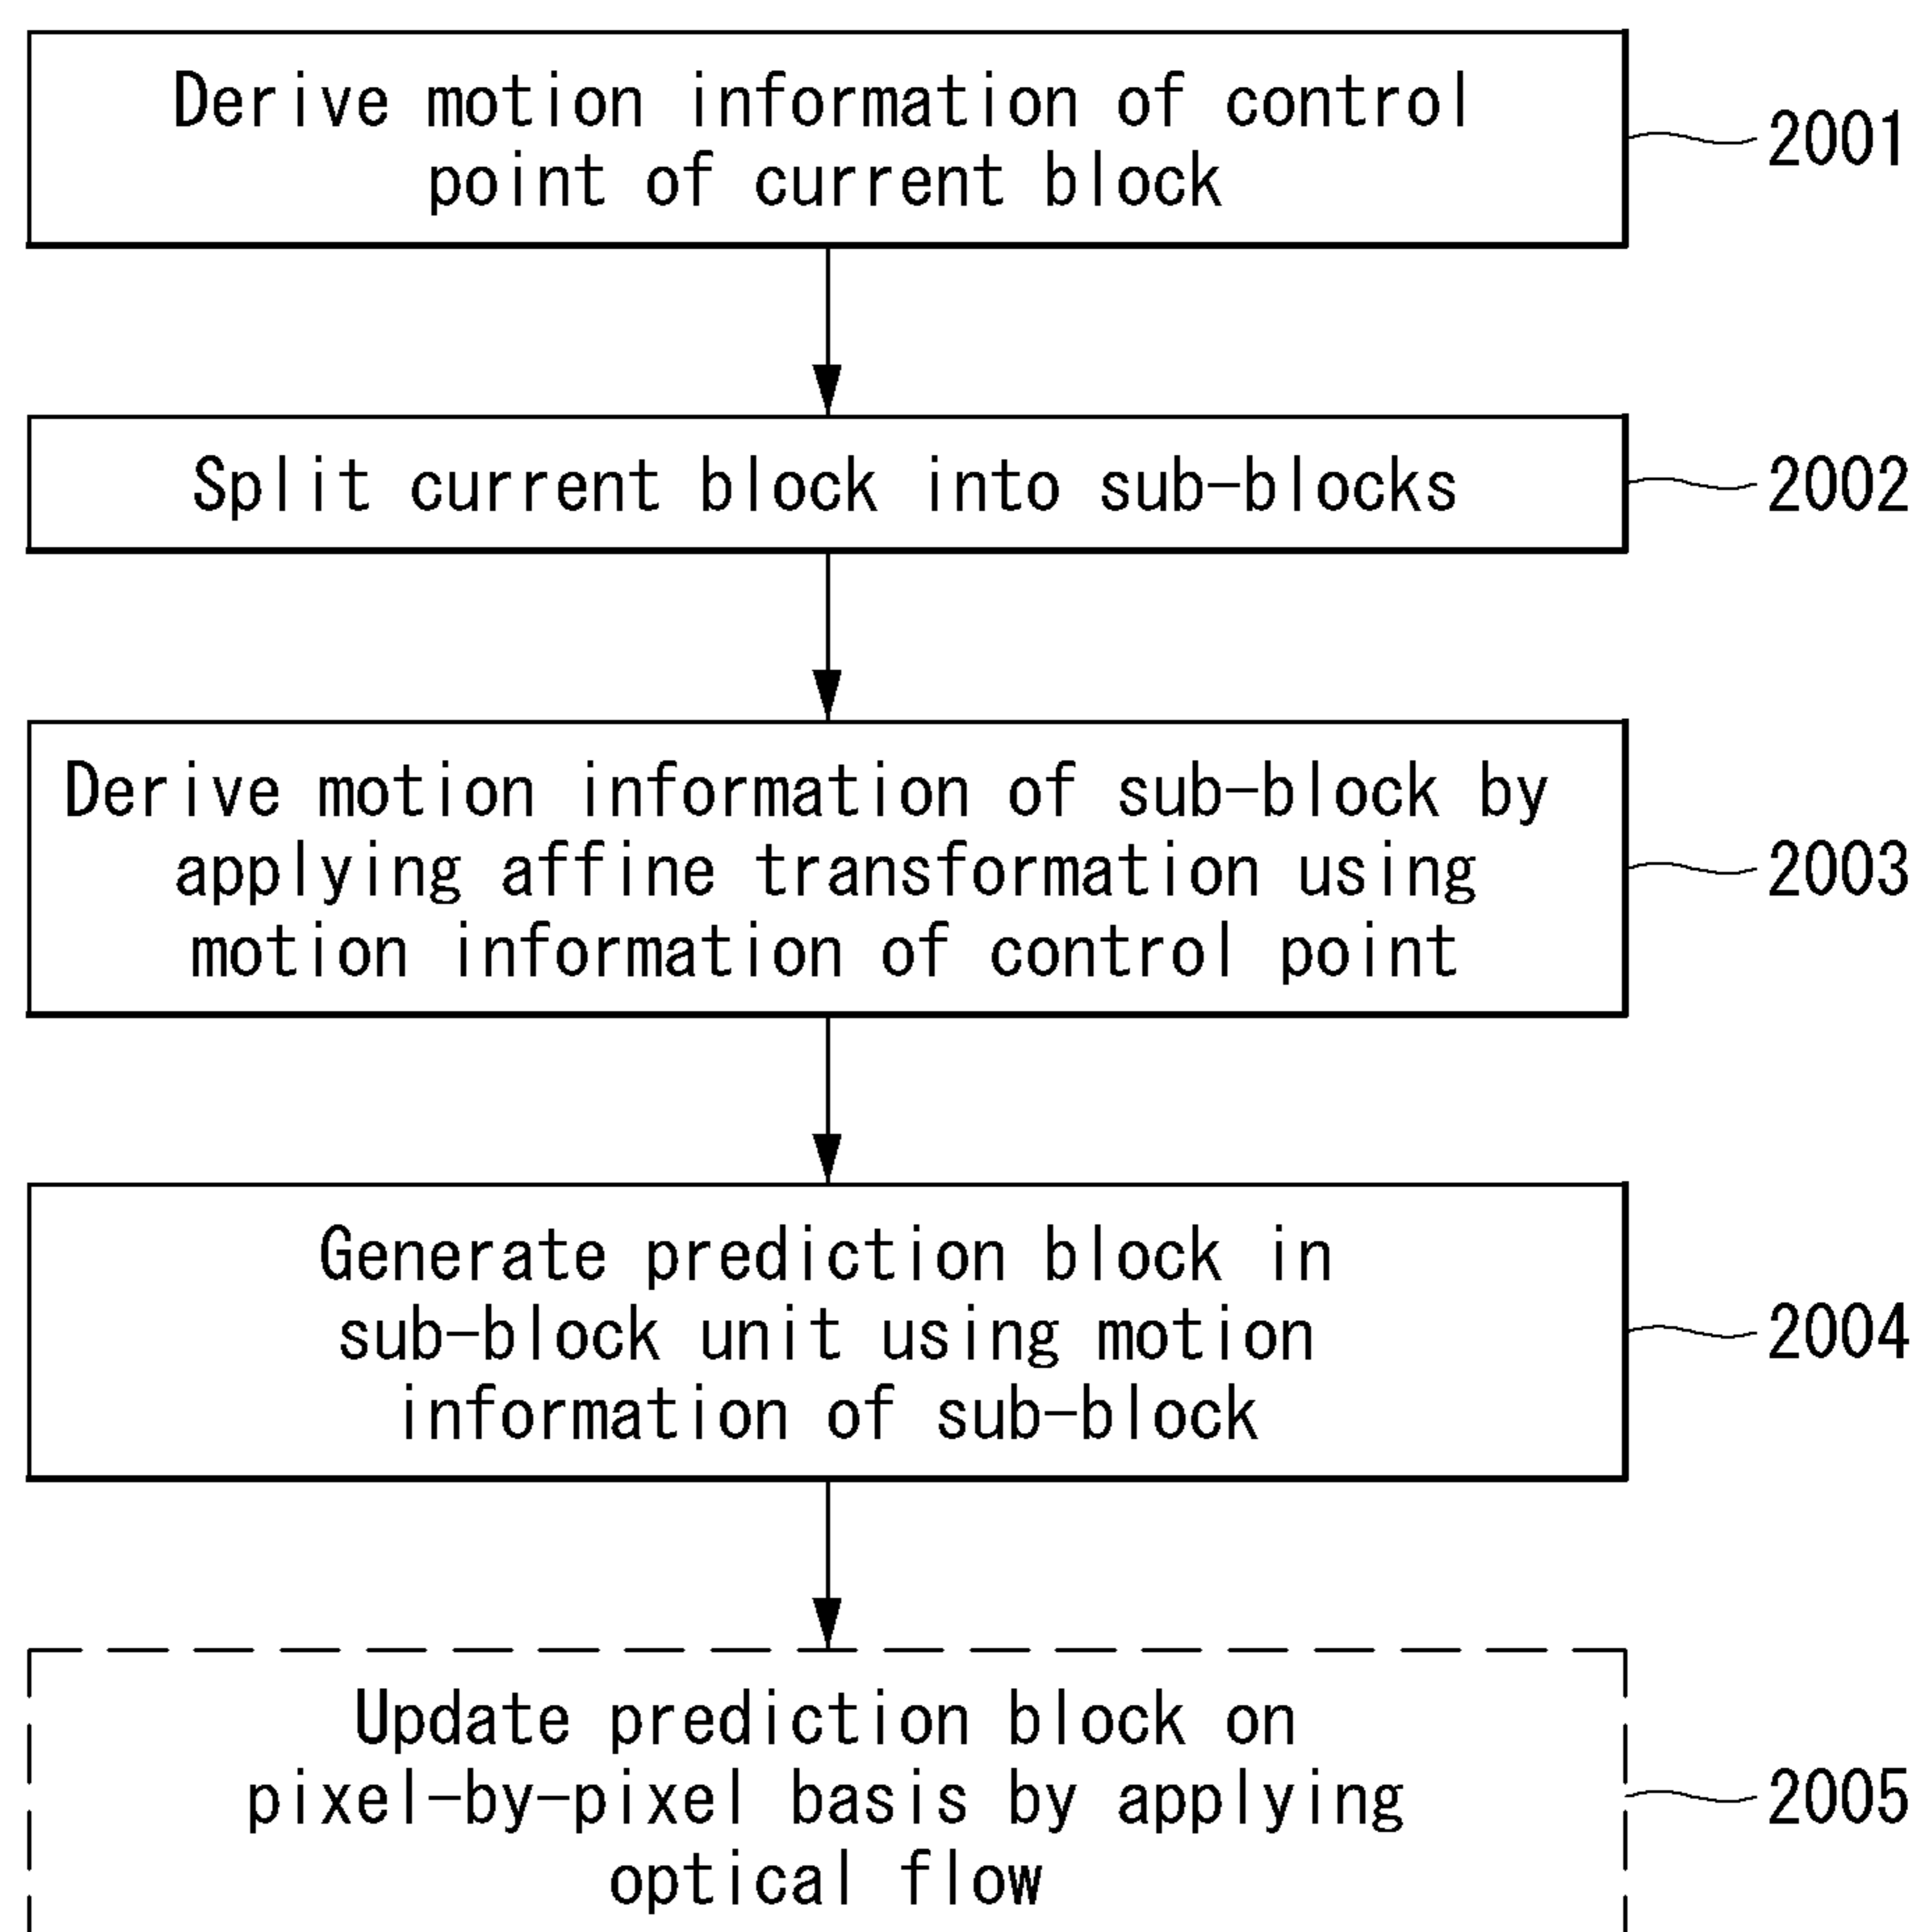 Derive motion information of control
point of current block
2001
Split current block into sub-blocks
2002
Derive motion information of sub-block by
applying affine transformation using
motion information of control point
2003
Generate prediction block in
sub-block unit using motion
information of sub-block
2004
Update prediction block on
pixel-by-pixel basis by applying
optical flow
2005